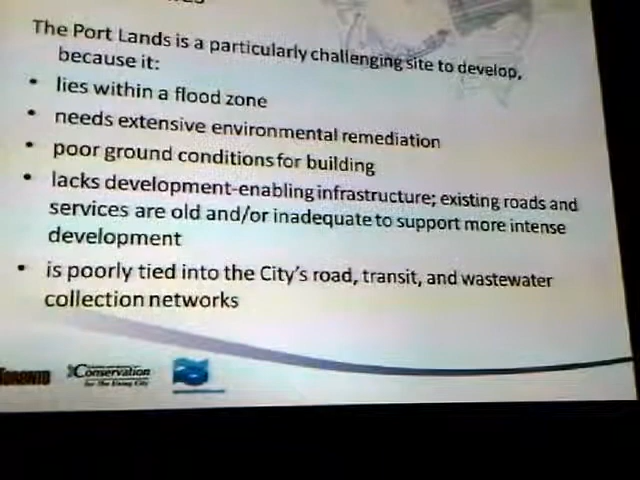 The Port Lands is a particularly challenging site to develop,
because it:
• lies within a flood zone
• needs extensive environmental remediation
• poor ground conditions for building
• lacks development-enabling infrastructure; existing roads and
services are old and/or inadequate to support more intense
development
• is poorly tied into the City's road, transit, and wastewater
collection networks
TORONTO
Conservation
for The Living City